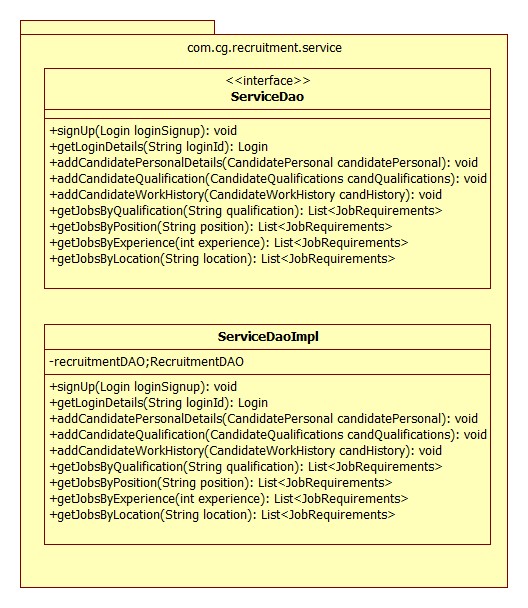 com.cg.recruitment.service
<<interface>>
ServiceDao
+signUp(Login loginSignup): void
+getLoginDetails(String loginId): Login
+addCandidatePersonalDetails(CandidatePersonal candidatePersonal): void
+addCandidateQualification(CandidateQualifications candQualifications): void
+addCandidateWorkHistory(CandidateWorkHistory candHistory): void
+getJobsByQualification(String qualification): List<JobRequirements>
+getJobsByPosition(String position): List<JobRequirements>
+getJobsByExperience(int experience): List<JobRequirements>
+getJobsByLocation(String location): List<JobRequirements>
ServiceDaoImpl
-recruitmentDAO;RecruitmentDAO
+signUp(Login loginSignup): void
+getLoginDetails(String loginId): Login
+addCandidatePersonalDetails(CandidatePersonal candidatePersonal): void
+addCandidateQualification(CandidateQualifications candQualifications): void
+addCandidateWorkHistory(CandidateWorkHistory candHistory): void
+getJobsByQualification(String qualification): List<JobRequirements>
+getJobsByPosition(String position): List<JobRequirements>
+getJobsByExperience(int experience): List<JobRequirements>
+getJobsByLocation(String location): List<JobRequirements>